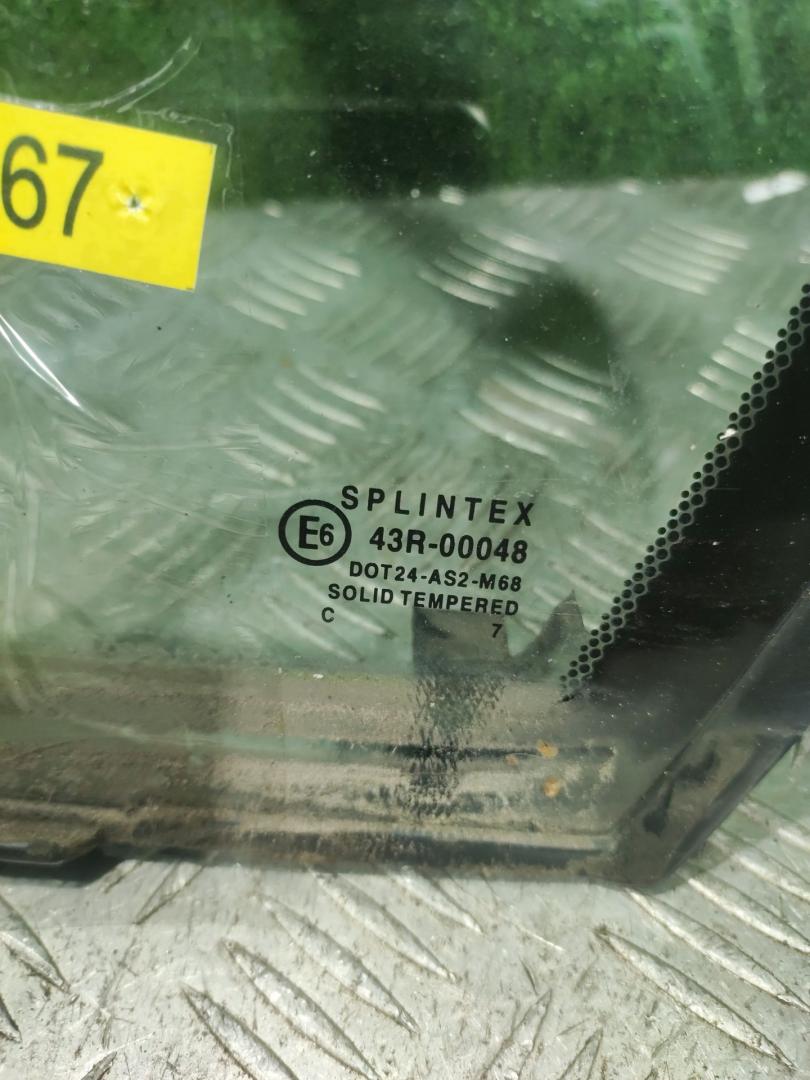 67
SPLINTEX
E6 43R-00048
DOT24-AS2-M68
SOLID TEMPERED
C 7